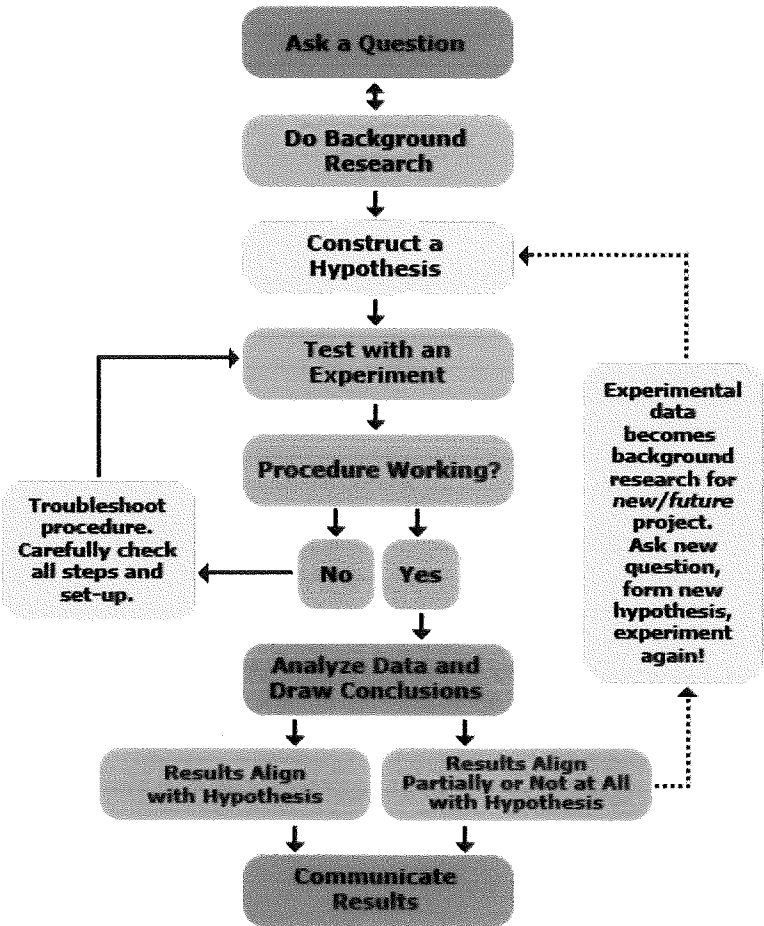 Ask a Question
Do Background
Research
Construct a
Hypothesis
Test with an
Experiment
Procedure Working?
Troubleshoot
procedure.
Carefully check
all steps and
set-up.
No
Yes
Experimental
data
becomes
background
research for
new/future
project.
Ask new
question,
form new
hypothesis,
experiment
again!
Analyze Data and
Draw Conclusions
Results Align
with Hypothesis
Results Align
Partially or Not at All
with Hypothesis
Communicate
Results